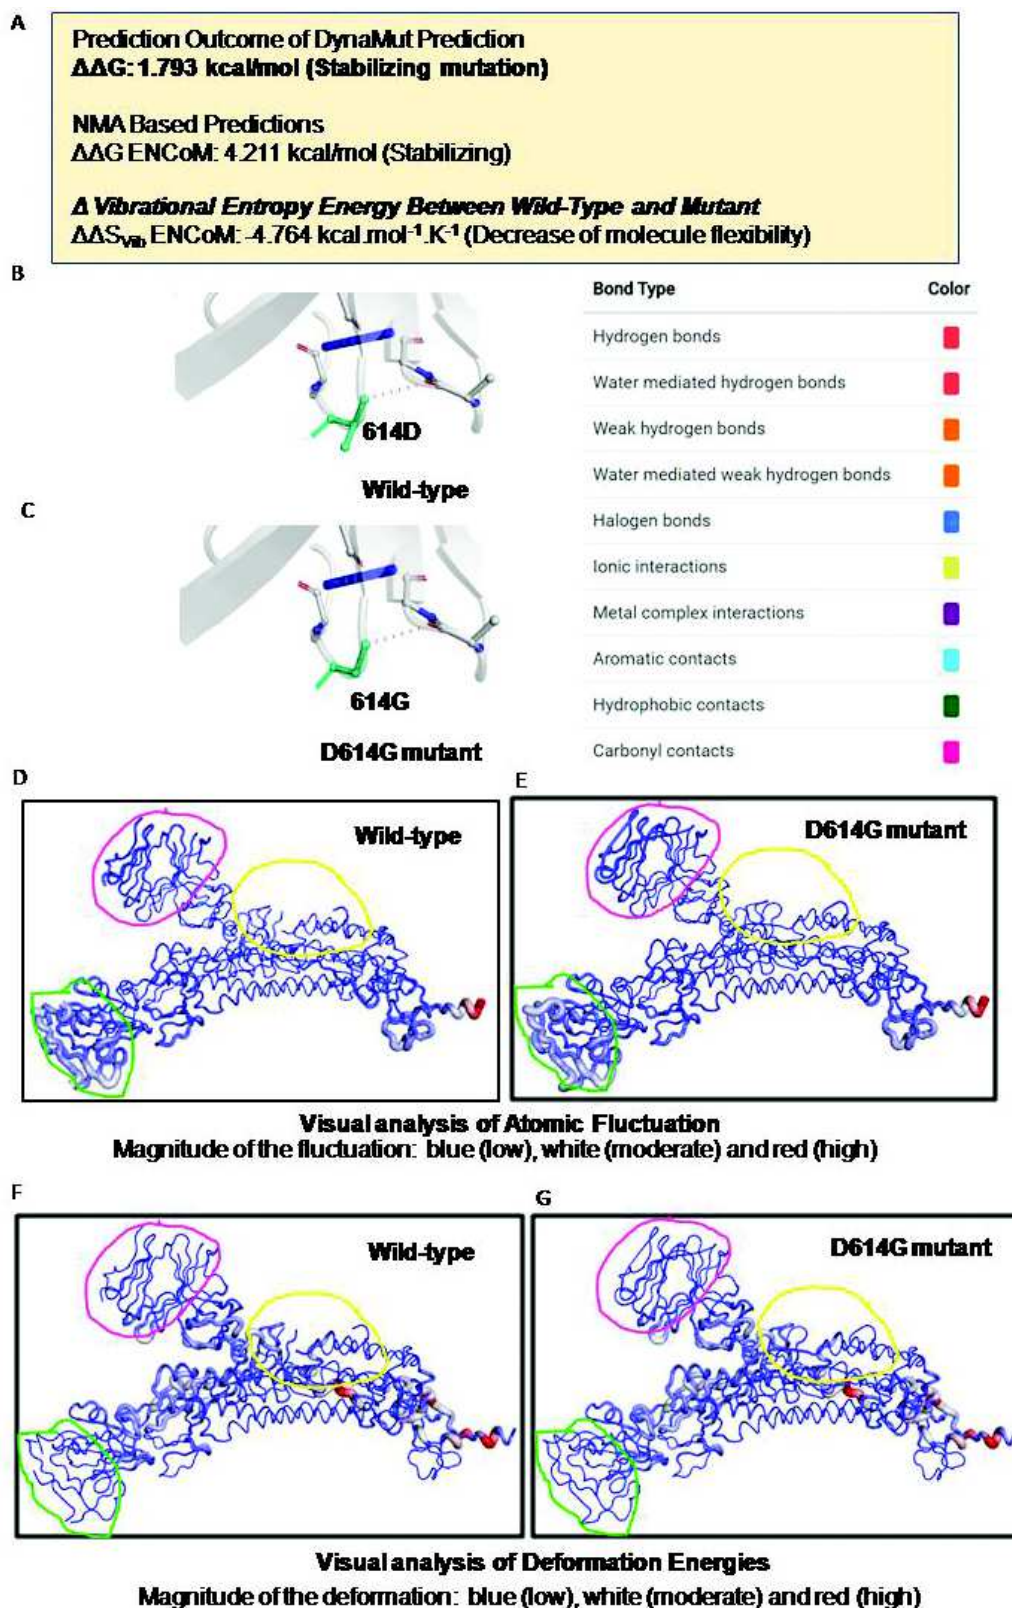 A
Prediction Outcome of DynaMut Prediction
ΔΔG: 1.793 kcal/mol (Stabilizing mutation)
NMA Based Predictions
ΔΔG ENCoM: 4.211 kcal/mol (Stabilizing)
Δ Vibrational Entropy Energy Between Wild-Type and Mutant
ΔΔSVib ENCoM: -4.764 kcal.mol-1.K-1 (Decrease of molecule flexibility)
B
614D
Wild-type
C
614G
D614G mutant
Bond Type Color
Hydrogen bonds
Water mediated hydrogen bonds
Weak hydrogen bonds
Water mediated weak hydrogen bonds
Halogen bonds
Ionic interactions
Metal complex interactions
Aromatic contacts
Hydrophobic contacts
Carbonyl contacts
D
Wild-type
E
D614G mutant
Visual analysis of Atomic Fluctuation
Magnitude of the fluctuation: blue (low), white (moderate) and red (high)
F
Wild-type
G
D614G mutant
Visual analysis of Deformation Energies
Magnitude of the deformation: blue (low), white (moderate) and red (high)